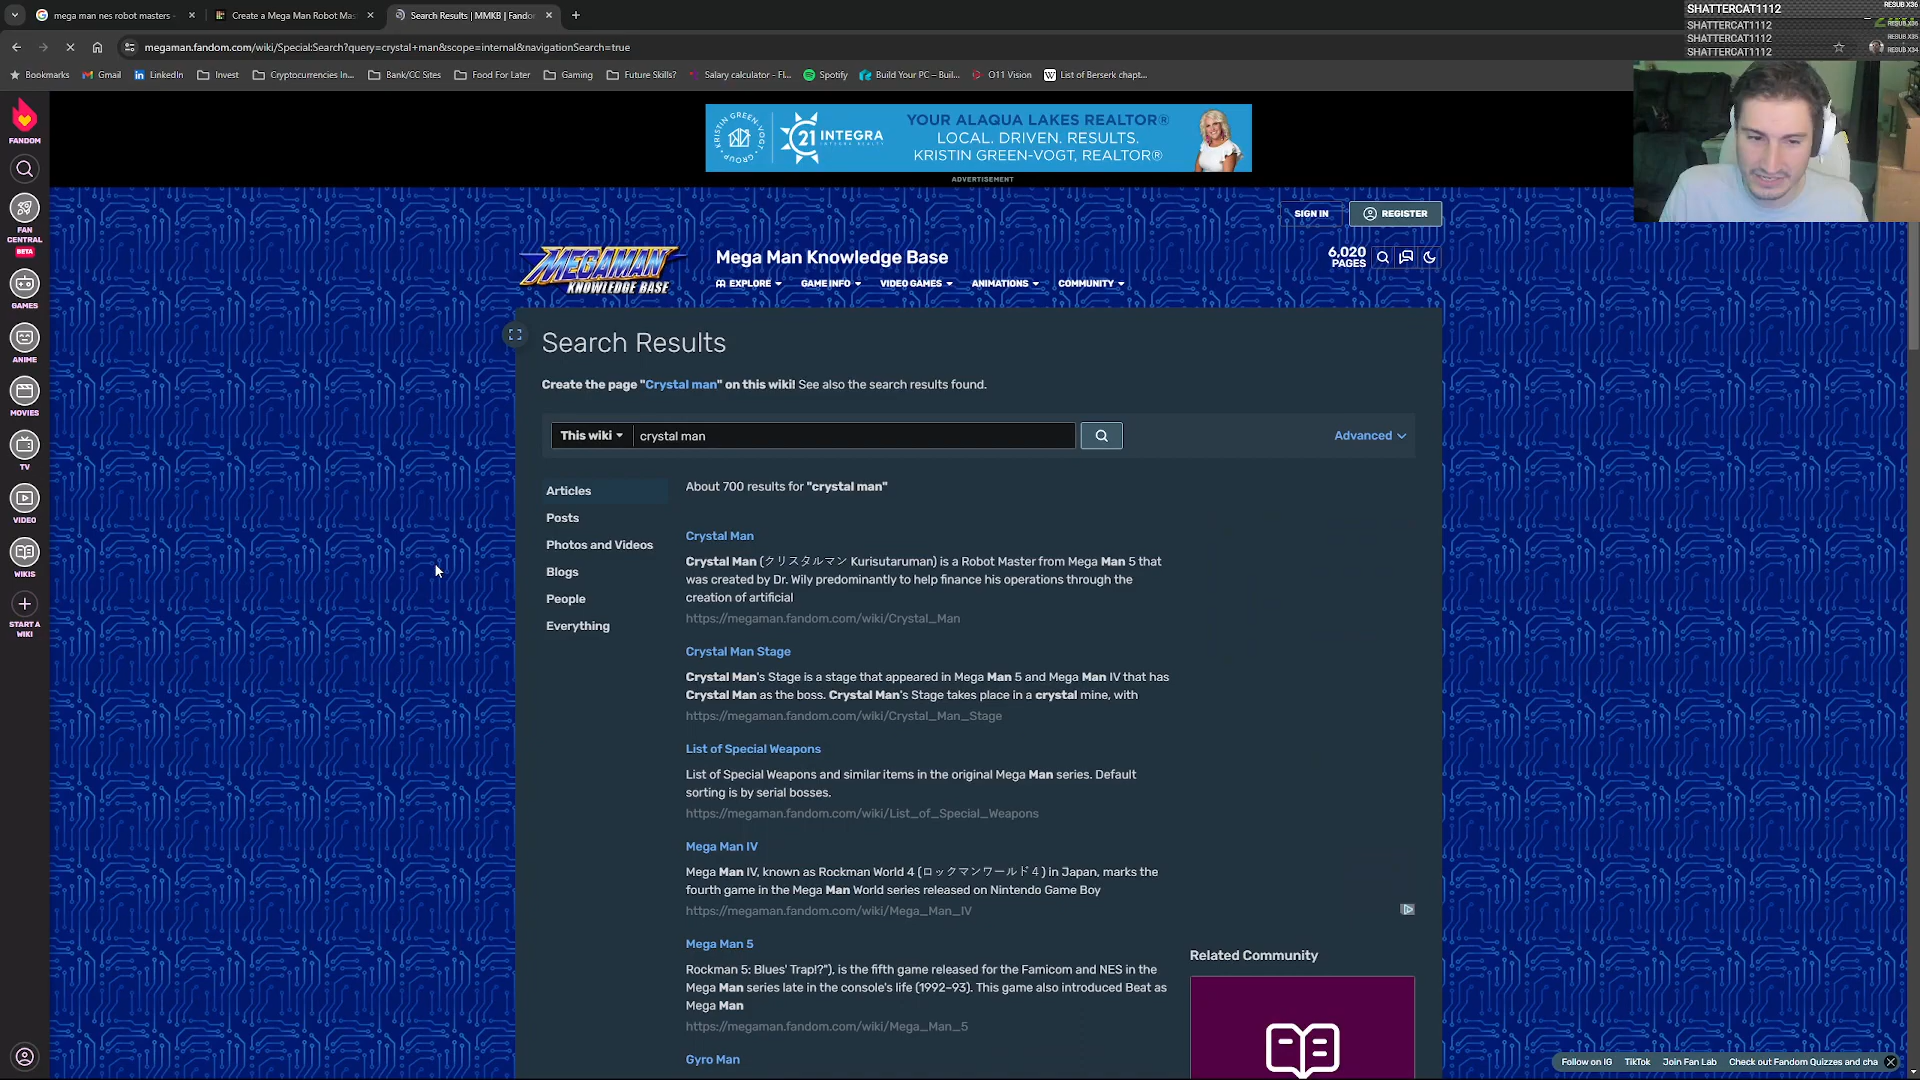 mega man nes robot masters -
Create a Mega Man Robot Mas
Search Results | MMKB | Fandom
megaman.fandom.com/wiki/Special:Search?query=crystal+man&scope=internal&navigationSearch=true
Bookmarks
Gmail
LinkedIn
Invest
Cryptocurrencies In...
Bank/CC Sites
Food For Later
Gaming
Future Skills?
Salary calculator - Fl...
Spotify
Build Your PC – Buil...
O11 Vision
List of Berserk chapt...
SHATTERCAT1112
RESUB X36
SHATTERCAT1112
RESUB X36
SHATTERCAT1112
RESUB X35
SHATTERCAT1112
RESUB X34
FANDOM
FAN CENTRAL
BETA
GAMES
ANIME
MOVIES
TV
VIDEO
WIKIS
START A WIKI
KRISTIN GREEN-VOGT GROUP
21 INTEGRA
REALTY
YOUR ALAQUA LAKES REALTOR®
LOCAL. DRIVEN. RESULTS.
KRISTIN GREEN-VOGT, REALTOR®
ADVERTISEMENT
SIGN IN
REGISTER
MEGAMAN
KNOWLEDGE BASE
Mega Man Knowledge Base
6,020 PAGES
EXPLORE
GAME INFO
VIDEO GAMES
ANIMATIONS
COMMUNITY
Search Results
Create the page "Crystal man" on this wiki! See also the search results found.
This wiki
crystal man
Advanced
Articles
Posts
Photos and Videos
Blogs
People
Everything
About 700 results for "crystal man"
Crystal Man
Crystal Man (クリスタルマン Kurisutaruman) is a Robot Master from Mega Man 5 that
was created by Dr. Wily predominantly to help finance his operations through the
creation of artificial
https://megaman.fandom.com/wiki/Crystal_Man
Crystal Man Stage
Crystal Man's Stage is a stage that appeared in Mega Man 5 and Mega Man IV that has
Crystal Man as the boss. Crystal Man's Stage takes place in a crystal mine, with
https://megaman.fandom.com/wiki/Crystal_Man_Stage
List of Special Weapons
List of Special Weapons and similar items in the original Mega Man series. Default
sorting is by serial bosses.
https://megaman.fandom.com/wiki/List_of_Special_Weapons
Mega Man IV
Mega Man IV, known as Rockman World 4 (ロックマンワールド4) in Japan, marks the
fourth game in the Mega Man World series released on Nintendo Game Boy
https://megaman.fandom.com/wiki/Mega_Man_IV
Mega Man 5
Rockman 5: Blues' Trap!?"), is the fifth game released for the Famicom and NES in the
Mega Man series late in the console's life (1992–93). This game also introduced Beat as
Mega Man
https://megaman.fandom.com/wiki/Mega_Man_5
Gyro Man
Related Community
Follow on IG
TikTok
Join Fan Lab
Check out Fandom Quizzes and cha